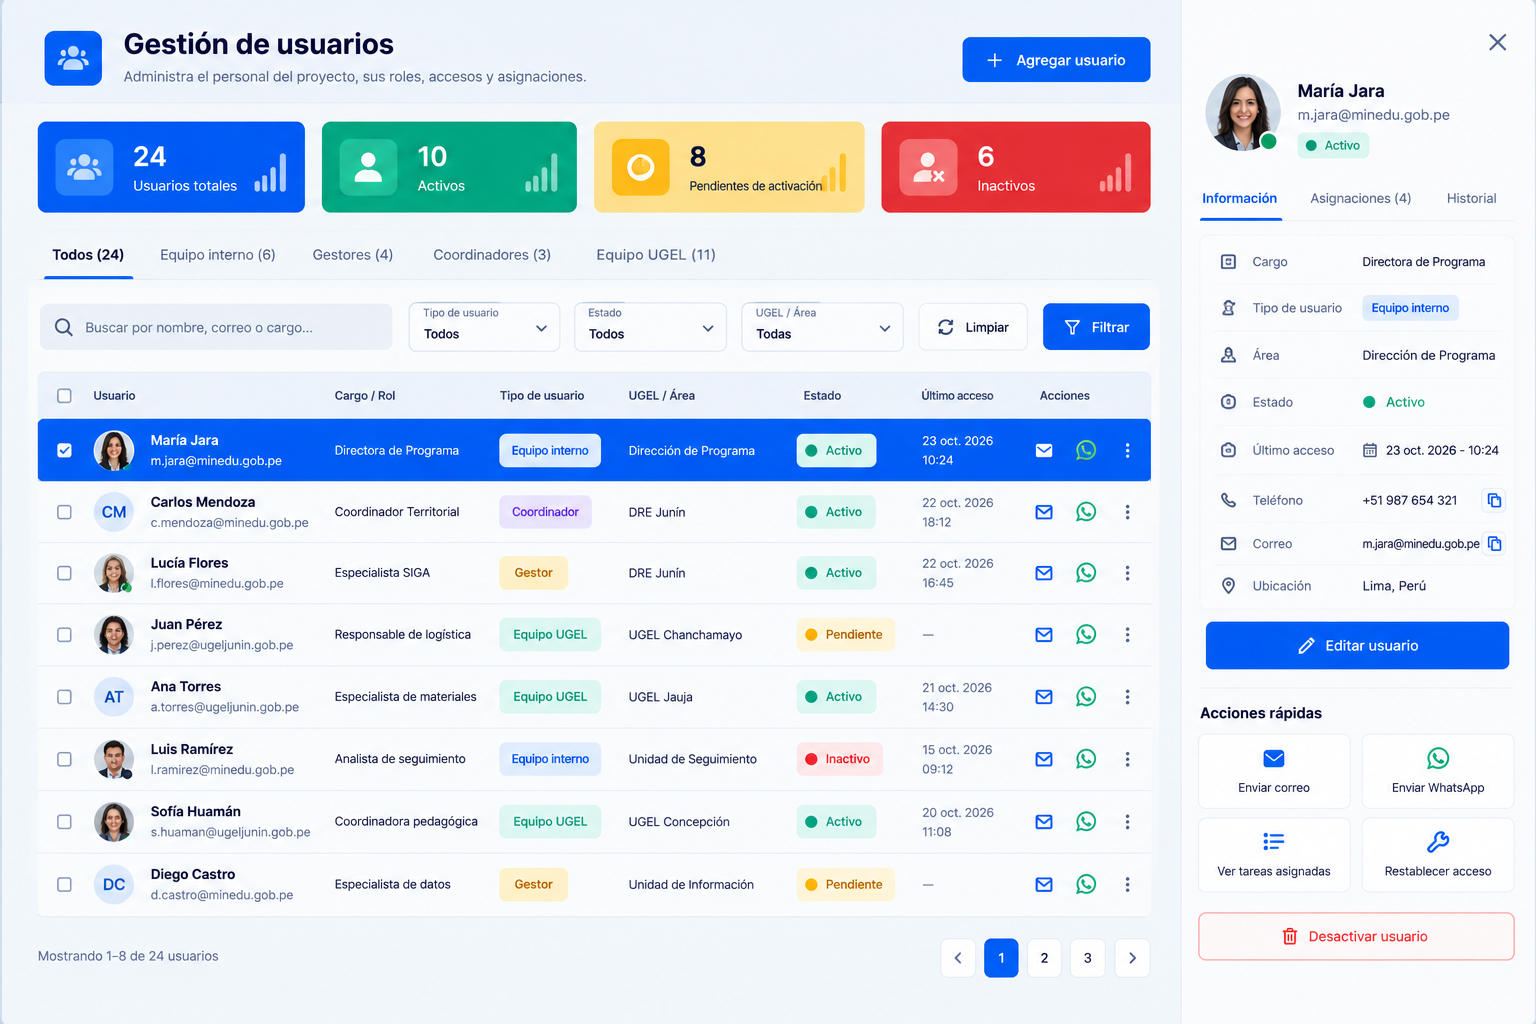 Gestión de usuarios
Administra el personal del proyecto, sus roles, accesos y asignaciones.
Agregar usuario
24
Usuarios totales
10
Activos
8
Pendientes de activación
6
Inactivos
Todos (24)
Equipo interno (6)
Gestores (4)
Coordinadores (3)
Equipo UGEL (11)
Buscar por nombre, correo o cargo...
Tipo de usuario
Todos
Estado
Todos
UGEL / Área
Todas
Limpiar
Filtrar
Usuario
Cargo / Rol
Tipo de usuario
UGEL / Área
Estado
Último acceso
Acciones
María Jara
m.jara@minedu.gob.pe
Directora de Programa
Equipo interno
Dirección de Programa
Activo
23 oct. 2026
10:24
CM
Carlos Mendoza
c.mendoza@minedu.gob.pe
Coordinador Territorial
Coordinador
DRE Junín
Activo
22 oct. 2026
18:12
Lucía Flores
l.flores@minedu.gob.pe
Especialista SIGA
Gestor
DRE Junín
Activo
22 oct. 2026
16:45
Juan Pérez
j.perez@ugeljunin.gob.pe
Responsable de logística
Equipo UGEL
UGEL Chanchamayo
Pendiente
—
AT
Ana Torres
a.torres@ugeljunin.gob.pe
Especialista de materiales
Equipo UGEL
UGEL Jauja
Activo
21 oct. 2026
14:30
Luis Ramírez
l.ramirez@minedu.gob.pe
Analista de seguimiento
Equipo interno
Unidad de Seguimiento
Inactivo
15 oct. 2026
09:12
Sofía Huamán
s.huaman@ugeljunin.gob.pe
Coordinadora pedagógica
Equipo UGEL
UGEL Concepción
Activo
20 oct. 2026
11:08
DC
Diego Castro
d.castro@minedu.gob.pe
Especialista de datos
Gestor
Unidad de Información
Pendiente
—
Mostrando 1–8 de 24 usuarios
1
2
3
María Jara
m.jara@minedu.gob.pe
Activo
Información
Asignaciones (4)
Historial
Cargo
Directora de Programa
Tipo de usuario
Equipo interno
Área
Dirección de Programa
Estado
Activo
Último acceso
23 oct. 2026 - 10:24
Teléfono
+51 987 654 321
Correo
m.jara@minedu.gob.pe
Ubicación
Lima, Perú
Editar usuario
Acciones rápidas
Enviar correo
Enviar WhatsApp
Ver tareas asignadas
Restablecer acceso
Desactivar usuario